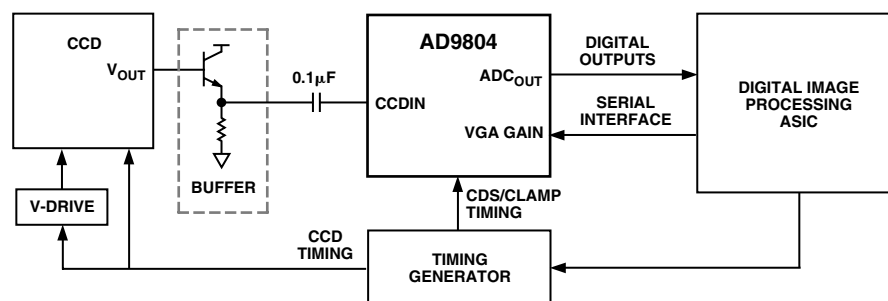 CCD
V_OUT
BUFFER
0.1µF
AD9804
ADC_OUT
CCDIN
VGA GAIN
DIGITAL
OUTPUTS
SERIAL
INTERFACE
DIGITAL IMAGE
PROCESSING
ASIC
V-DRIVE
CCD
TIMING
CDS/CLAMP
TIMING
TIMING
GENERATOR